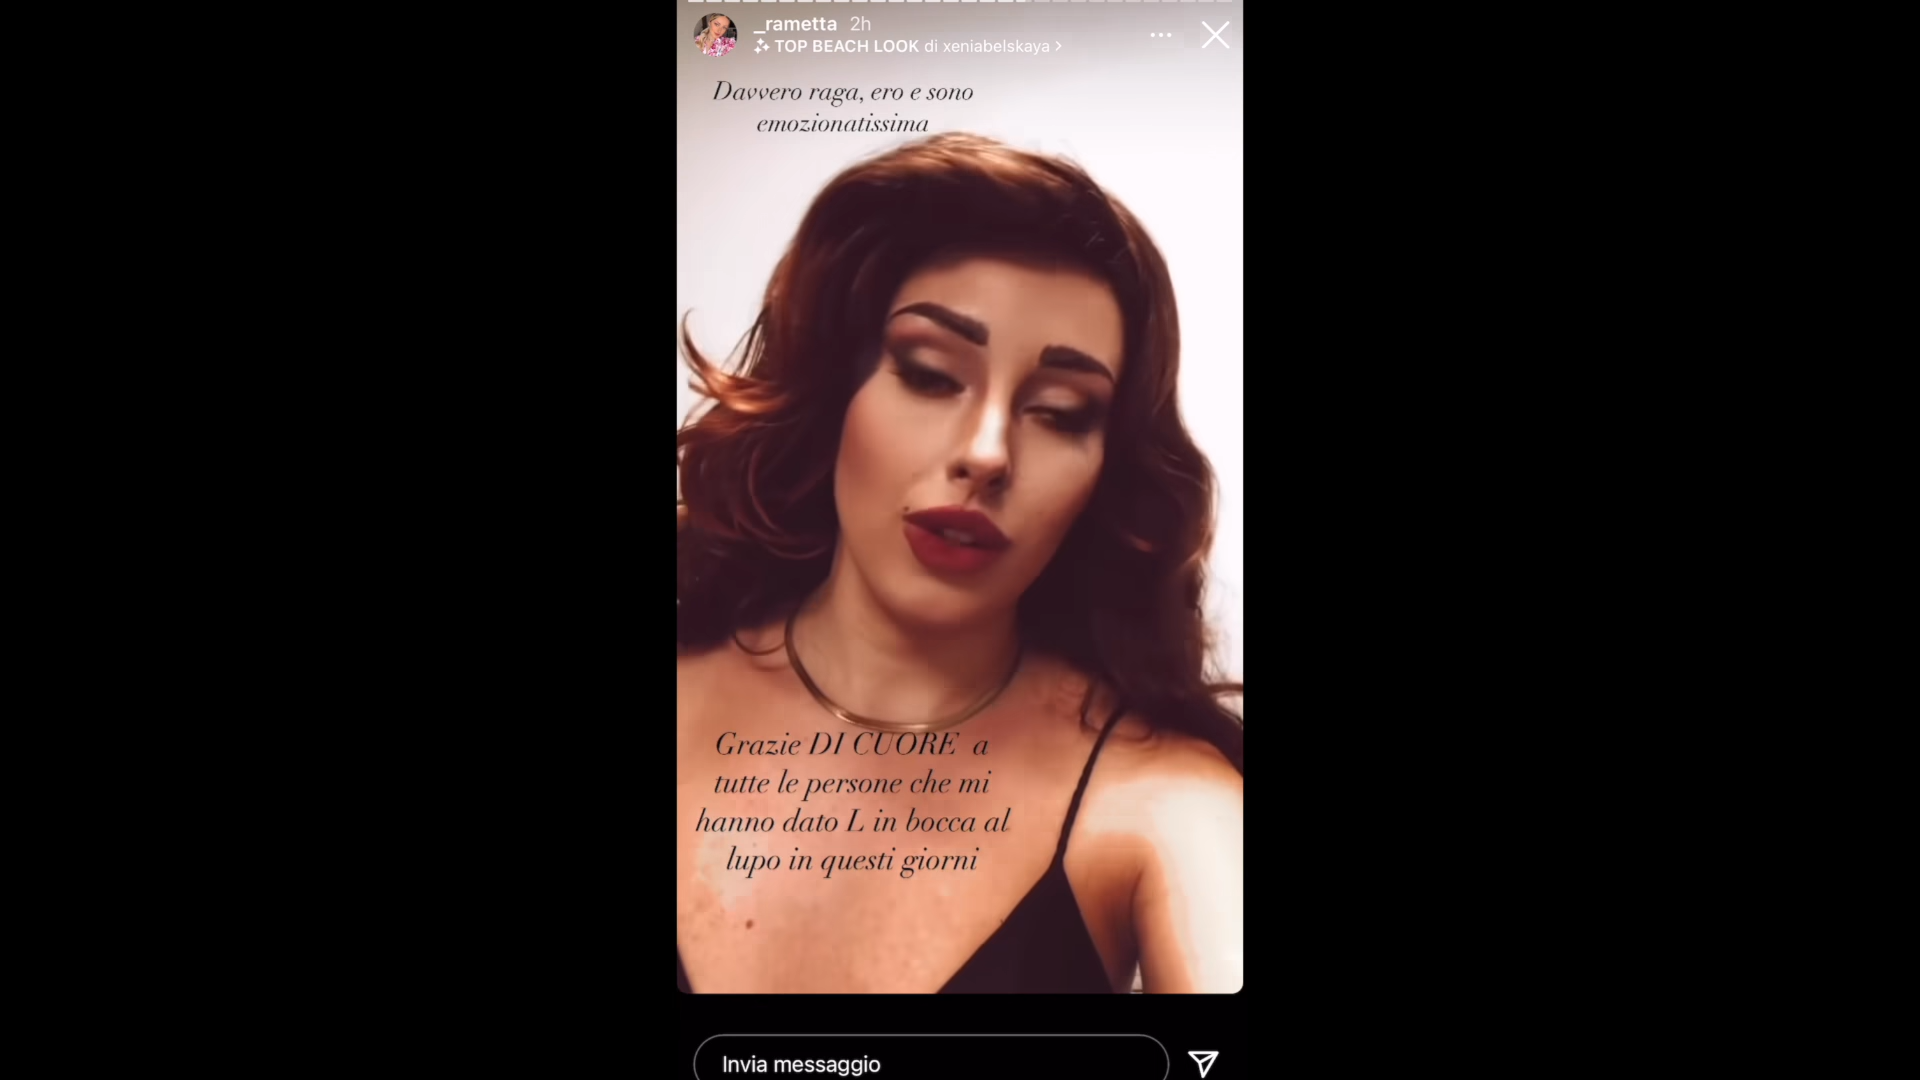 _rametta 2h
TOP BEACH LOOK di xeniabelskaya >
Davvero raga, ero e sono
emozionatissima
Grazie DI CUORE a
tutte le persone che mi
hanno dato L in bocca al
lupo in questi giorni
Invia messaggio